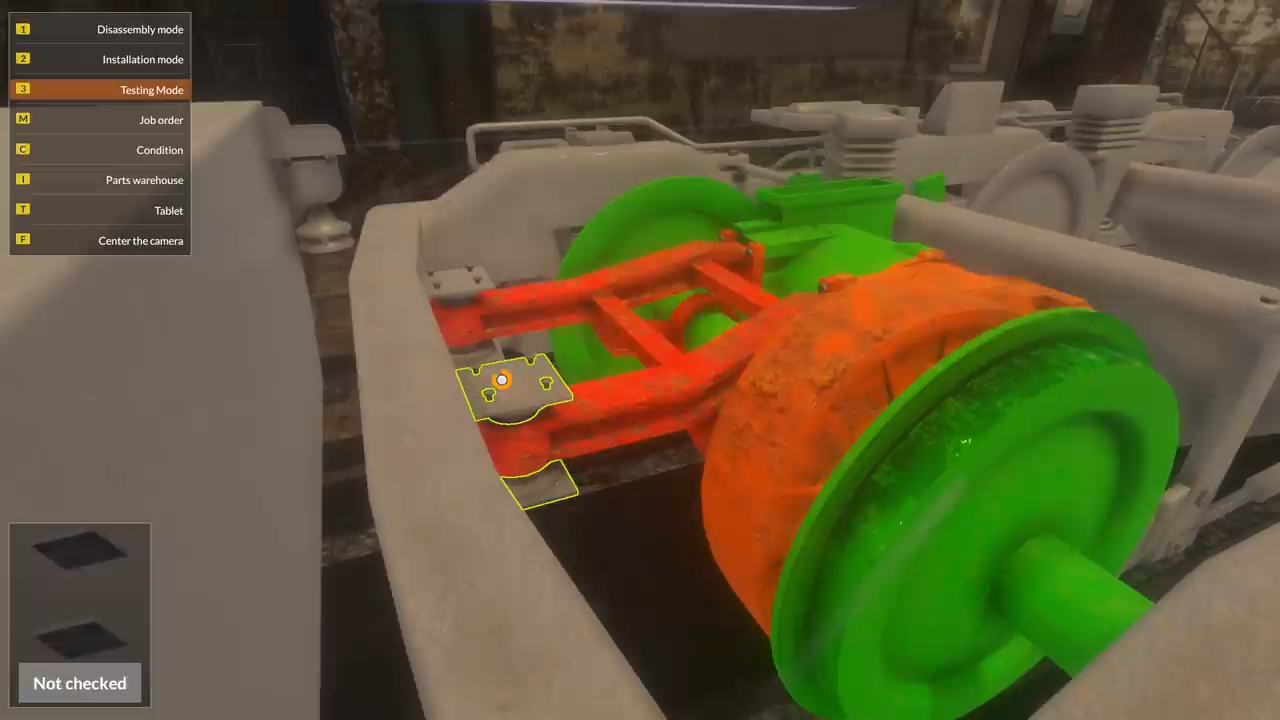 1 Disassembly mode
2 Installation mode
3 Testing Mode
M Job order
C Condition
I Parts warehouse
T Tablet
F Center the camera
Not checked